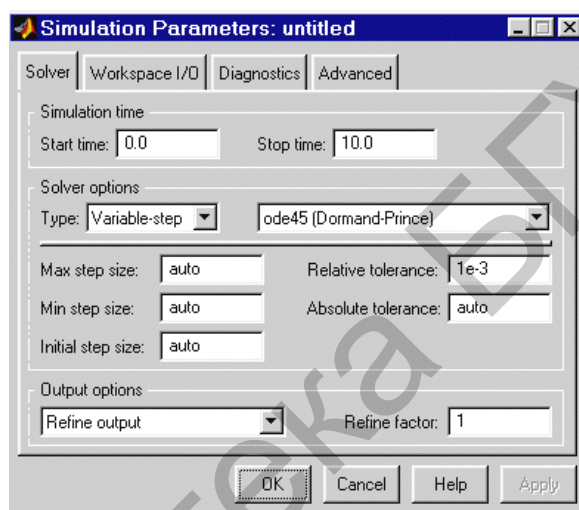 Simulation Parameters: untitled
Solver Workspace I/O Diagnostics Advanced
Simulation time
Start time: 0.0 Stop time: 10.0
Solver options
Type: Variable-step ode45 (Dormand-Prince)
Max step size: auto Relative tolerance: 1e-3
Min step size: auto Absolute tolerance: auto
Initial step size: auto
Output options
Refine output Refine factor: 1
OK Cancel Help Apply